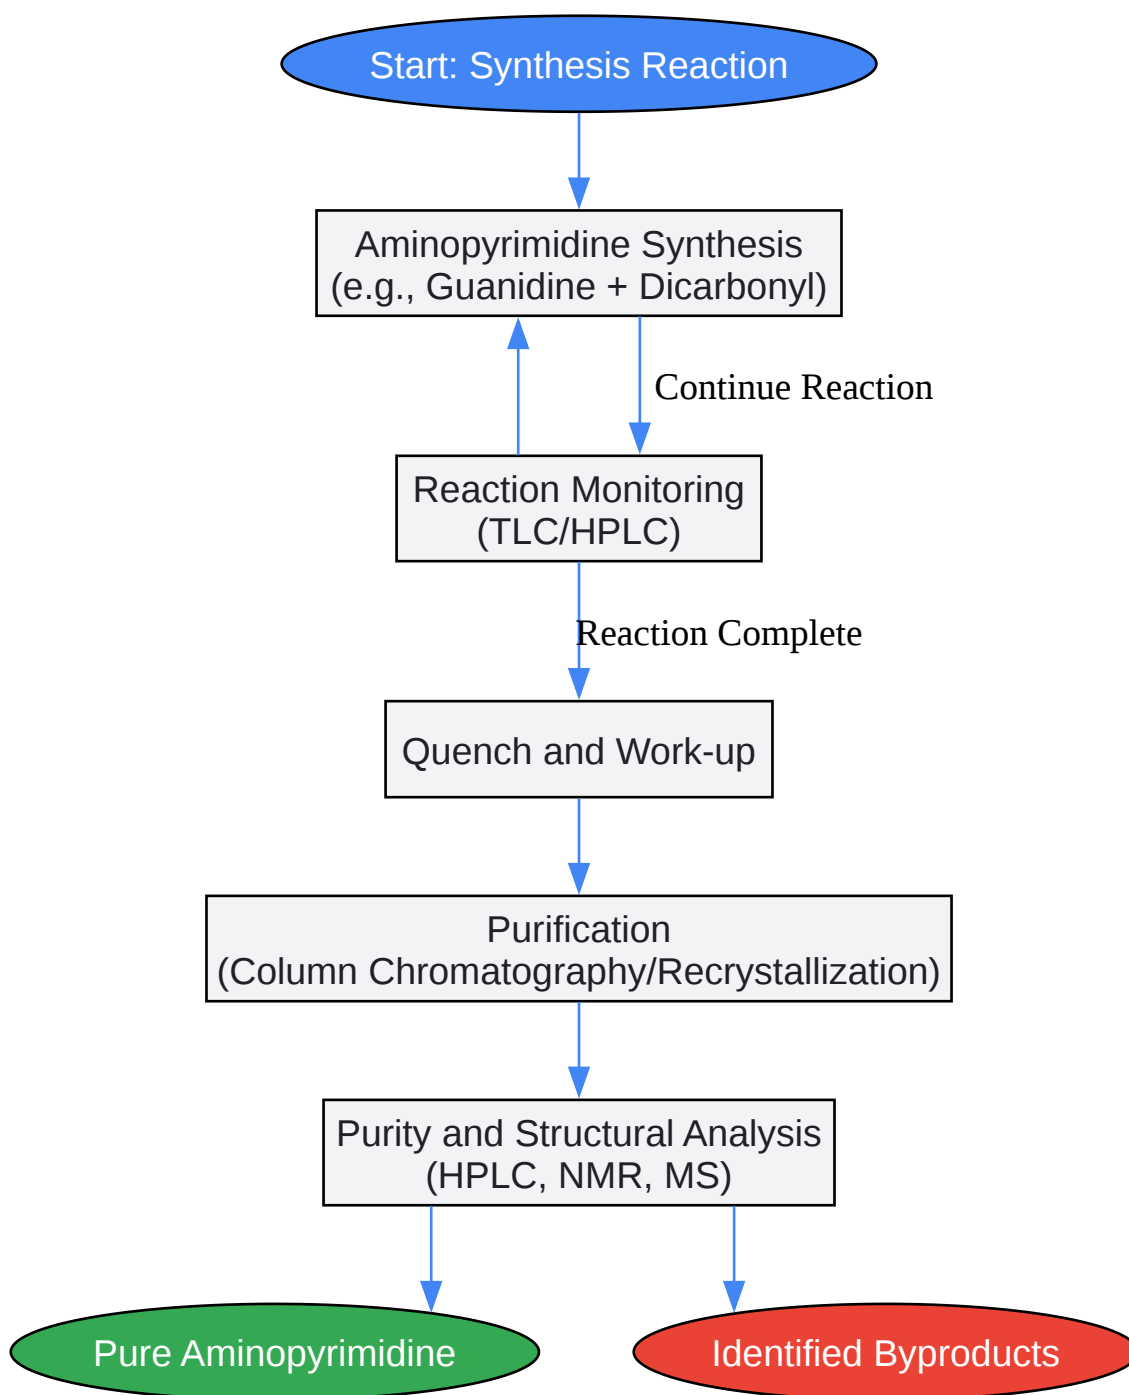 Start: Synthesis Reaction
Aminopyrimidine Synthesis
(e.g., Guanidine + Dicarbonyl)
Continue Reaction
Reaction Monitoring
(TLC/HPLC)
Reaction Complete
Quench and Work-up
Purification
(Column Chromatography/Recrystallization)
Purity and Structural Analysis
(HPLC, NMR, MS)
Pure Aminopyrimidine
Identified Byproducts